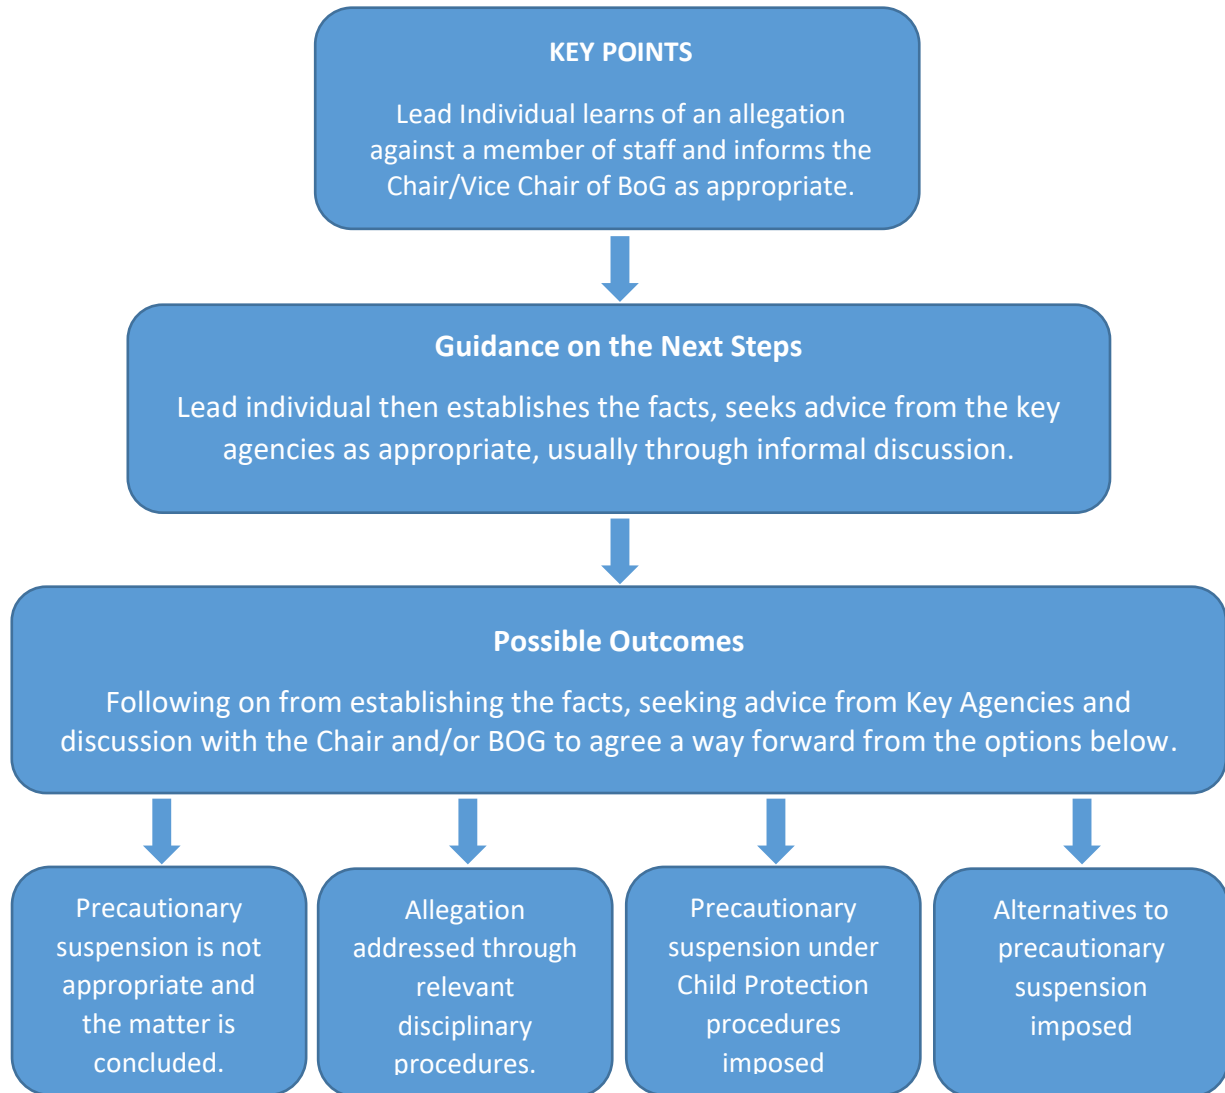 KEY POINTS
Lead Individual learns of an allegation
against a member of staff and informs the
Chair/Vice Chair of BoG as appropriate.
Guidance on the Next Steps
Lead individual then establishes the facts, seeks advice from the key
agencies as appropriate, usually through informal discussion.
Possible Outcomes
Following on from establishing the facts, seeking advice from Key Agencies and
discussion with the Chair and/or BOG to agree a way forward from the options below.
Precautionary
suspension is not
appropriate and
the matter is
concluded.
Allegation
addressed through
relevant
disciplinary
procedures.
Precautionary
suspension under
Child Protection
procedures
imposed
Alternatives to
precautionary
suspension
imposed